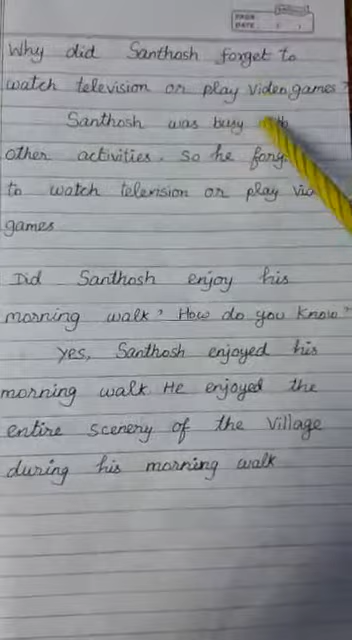 PAGE
DATE
Why did Santhosh forget to
watch television or play video games?
Santhosh was busy
other activities. so he
to watch television or play
games
Did Santhosh enjoy his
morning walk? How do you know?
yes, Santhosh enjoyed his
morning walk He enjoyed the
entire scenery of the village
during his morning walk